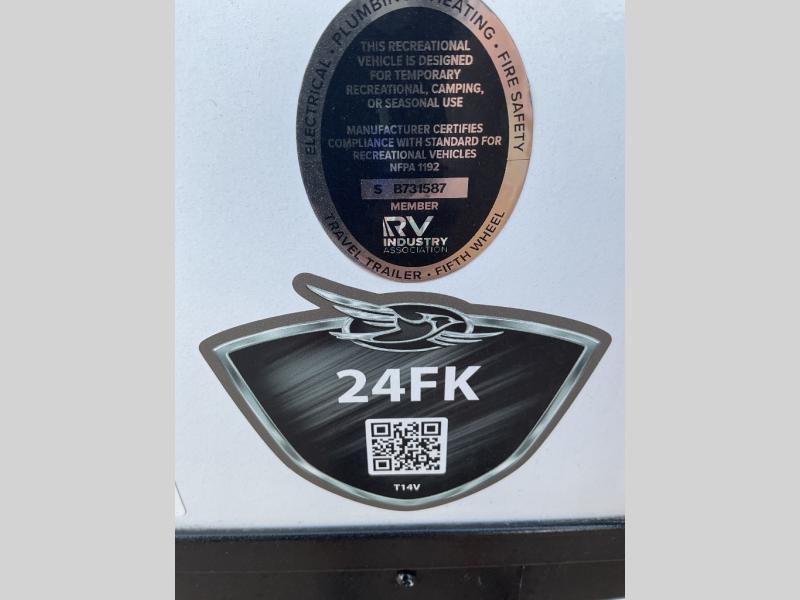 ELECTRICAL • PLUMBING • HEATING • FIRE SAFETY
THIS RECREATIONAL
VEHICLE IS DESIGNED
FOR TEMPORARY
RECREATIONAL, CAMPING,
OR SEASONAL USE
MANUFACTURER CERTIFIES
COMPLIANCE WITH STANDARD FOR
RECREATIONAL VEHICLES
NFPA 1192
S B731587
MEMBER
RV
INDUSTRY
ASSOCIATION
TRAVEL TRAILER • FIFTH WHEEL
24FK
T14V